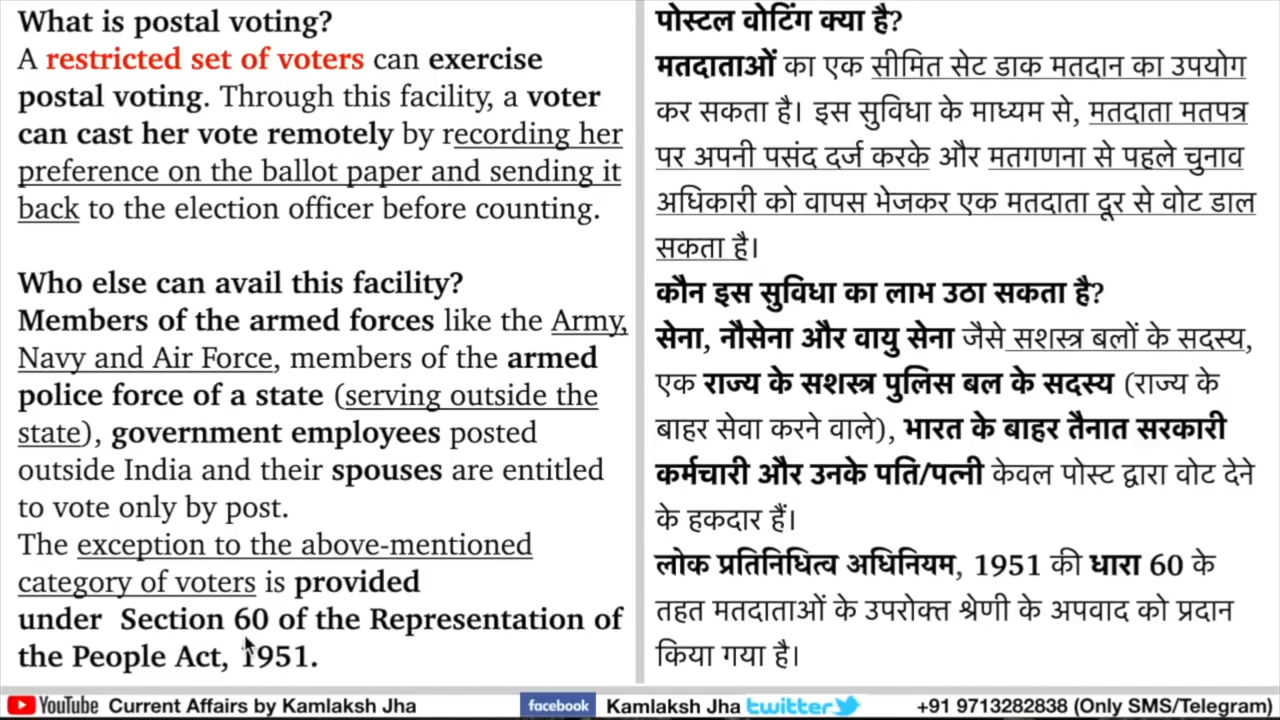 What is postal voting?
A restricted set of voters can exercise
postal voting. Through this facility, a voter
can cast her vote remotely by recording her
preference on the ballot paper and sending it
back to the election officer before counting.
Who else can avail this facility?
Members of the armed forces like the Army,
Navy and Air Force, members of the armed
police force of a state (serving outside the
state), government employees posted
outside India and their spouses are entitled
to vote only by post.
The exception to the above-mentioned
category of voters is provided
under Section 60 of the Representation of
the People Act, 1951.
पोस्टल वोटिंग क्या है?
मतदाताओं का एक सीमित सेट डाक मतदान का उपयोग
कर सकता है। इस सुविधा के माध्यम से, मतदाता मतपत्र
पर अपनी पसंद दर्ज करके और मतगणना से पहले चुनाव
अधिकारी को वापस भेजकर एक मतदाता दूर से वोट डाल
सकता है।
कौन इस सुविधा का लाभ उठा सकता है?
सेना, नौसेना और वायु सेना जैसे सशस्त्र बलों के सदस्य,
एक राज्य के सशस्त्र पुलिस बल के सदस्य (राज्य के
बाहर सेवा करने वाले), भारत के बाहर तैनात सरकारी
कर्मचारी और उनके पति/पत्नी केवल पोस्ट द्वारा वोट देने
के हकदार हैं।
लोक प्रतिनिधित्व अधिनियम, 1951 की धारा 60 के
तहत मतदाताओं के उपरोक्त श्रेणी के अपवाद को प्रदान
किया गया है।
YouTube Current Affairs by Kamlaksh Jha facebook Kamlaksh Jha twitter +91 9713282838 (Only SMS/Telegram)